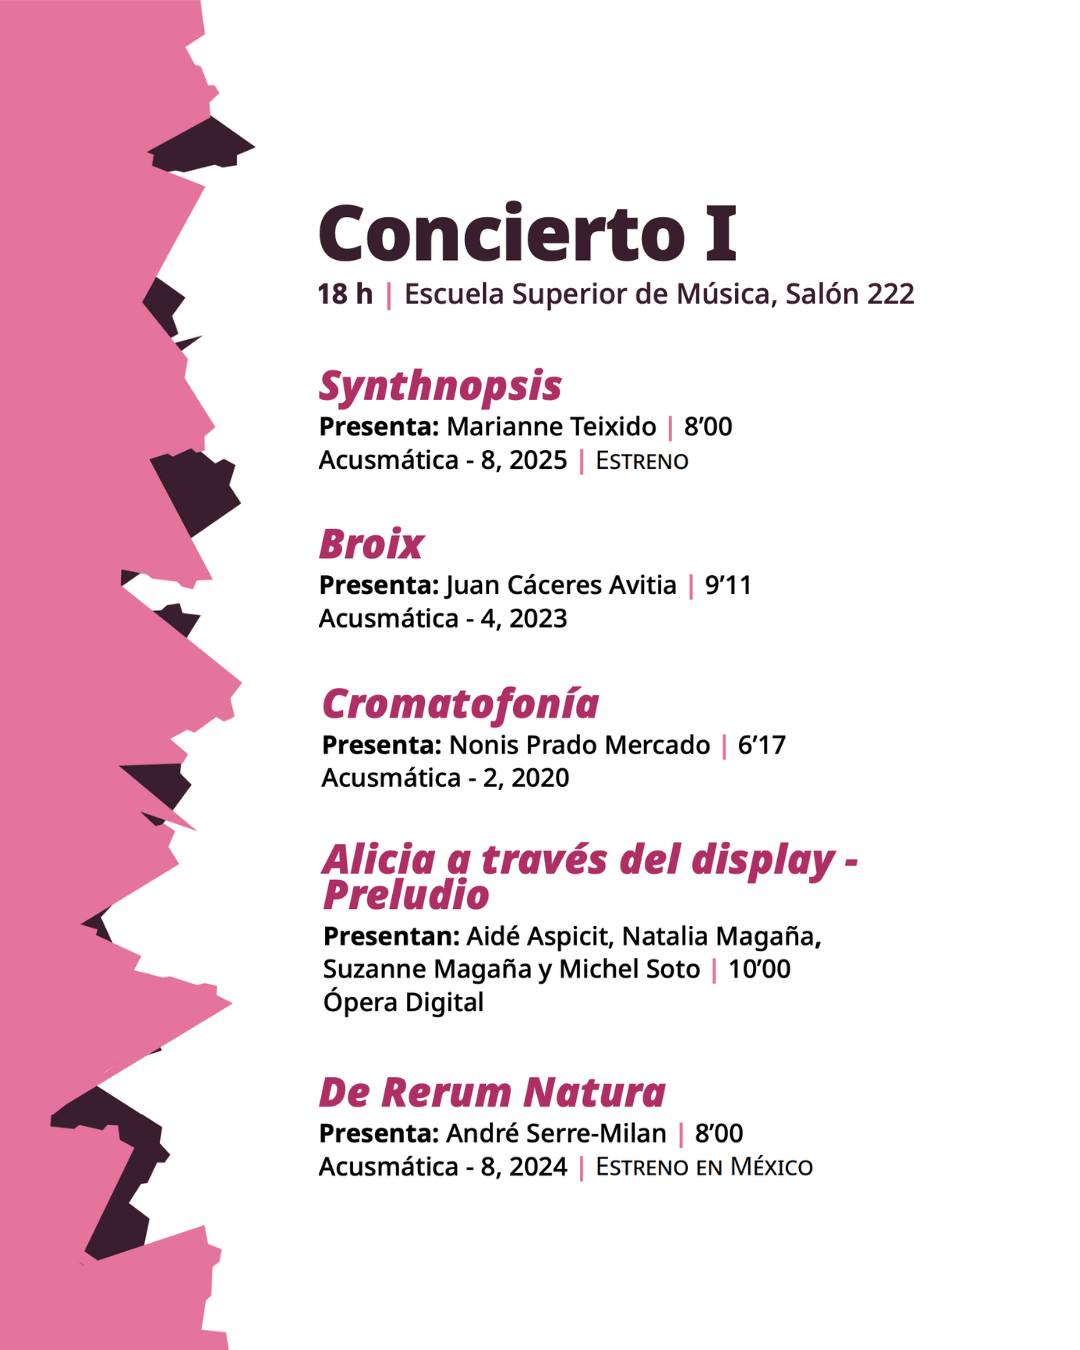 Concierto I
18 h | Escuela Superior de Música, Salón 222
Synthnopsis
Presenta: Marianne Teixido | 8’00
Acusmática - 8, 2025 | Estreno
Broix
Presenta: Juan Cáceres Avitia | 9’11
Acusmática - 4, 2023
Cromatofonía
Presenta: Nonis Prado Mercado | 6’17
Acusmática - 2, 2020
Alicia a través del display -
Preludio
Presentan: Aidé Aspicit, Natalia Magaña,
Suzanne Magaña y Michel Soto | 10’00
Ópera Digital
De Rerum Natura
Presenta: André Serre-Milan | 8’00
Acusmática - 8, 2024 | Estreno en México